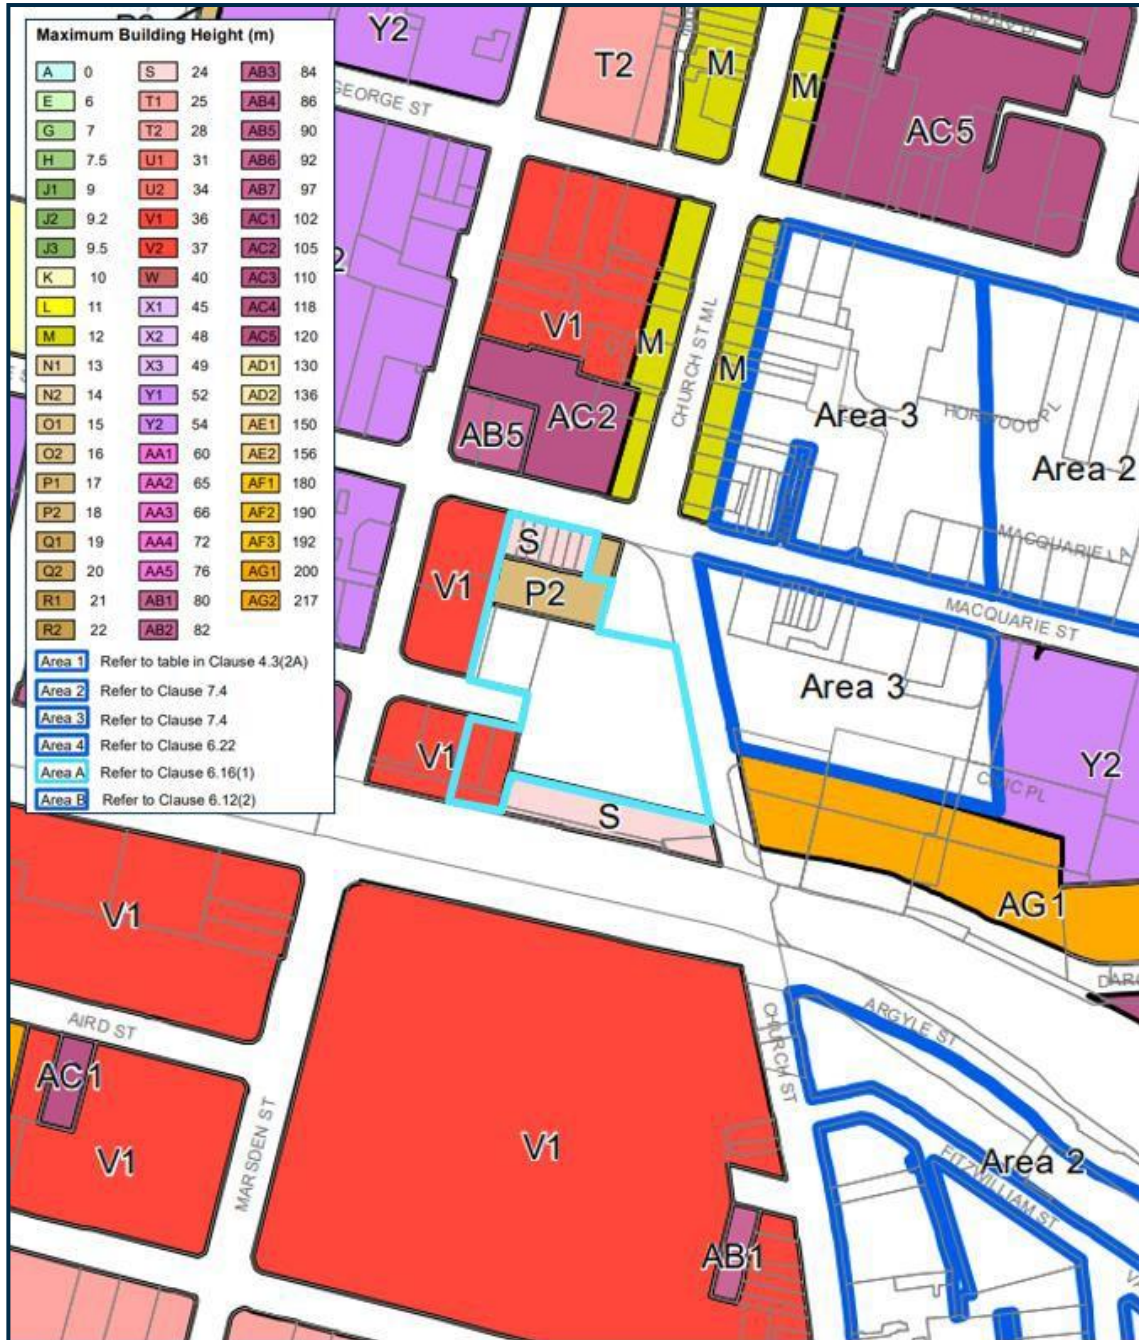 Maximum Building Height (m)
A 0 S 24 AB3 84
E 6 T1 25 AB4 86
G 7 T2 28 AB5 90
H 7.5 U1 31 AB6 92
J1 9 U2 34 AB7 97
J2 9.2 V1 36 AC1 102
J3 9.5 V2 37 AC2 105
K 10 W 40 AC3 110
L 11 X1 45 AC4 118
M 12 X2 48 AC5 120
N1 13 X3 49 AD1 130
N2 14 Y1 52 AD2 136
O1 15 Y2 54 AE1 150
O2 16 AA1 60 AE2 156
P1 17 AA2 65 AF1 180
P2 18 AA3 66 AF2 190
Q1 19 AA4 72 AF3 192
Q2 20 AA5 76 AG1 200
R1 21 AB1 80 AG2 217
R2 22 AB2 82
Area 1 Refer to table in Clause 4.3(2A)
Area 2 Refer to Clause 7.4
Area 3 Refer to Clause 7.4
Area 4 Refer to Clause 6.22
Area A Refer to Clause 6.16(1)
Area B Refer to Clause 6.12(2)
Y2
T2
M
M
AC5
GEORGE ST
V1
M
CHURCH ST ML
M
Area 3
HORWOOD PL
Area 2
AB5
AC2
MACQUARIE LA
MACQUARIE ST
S
V1
P2
Area 3
V1
Y2
CIVIC PL
S
AG1
V1
AIRD ST
AC1
V1
MARSDEN ST
V1
CHURCH ST
ARGYLE ST
Area 2
FITZWILLIAM ST
AB1